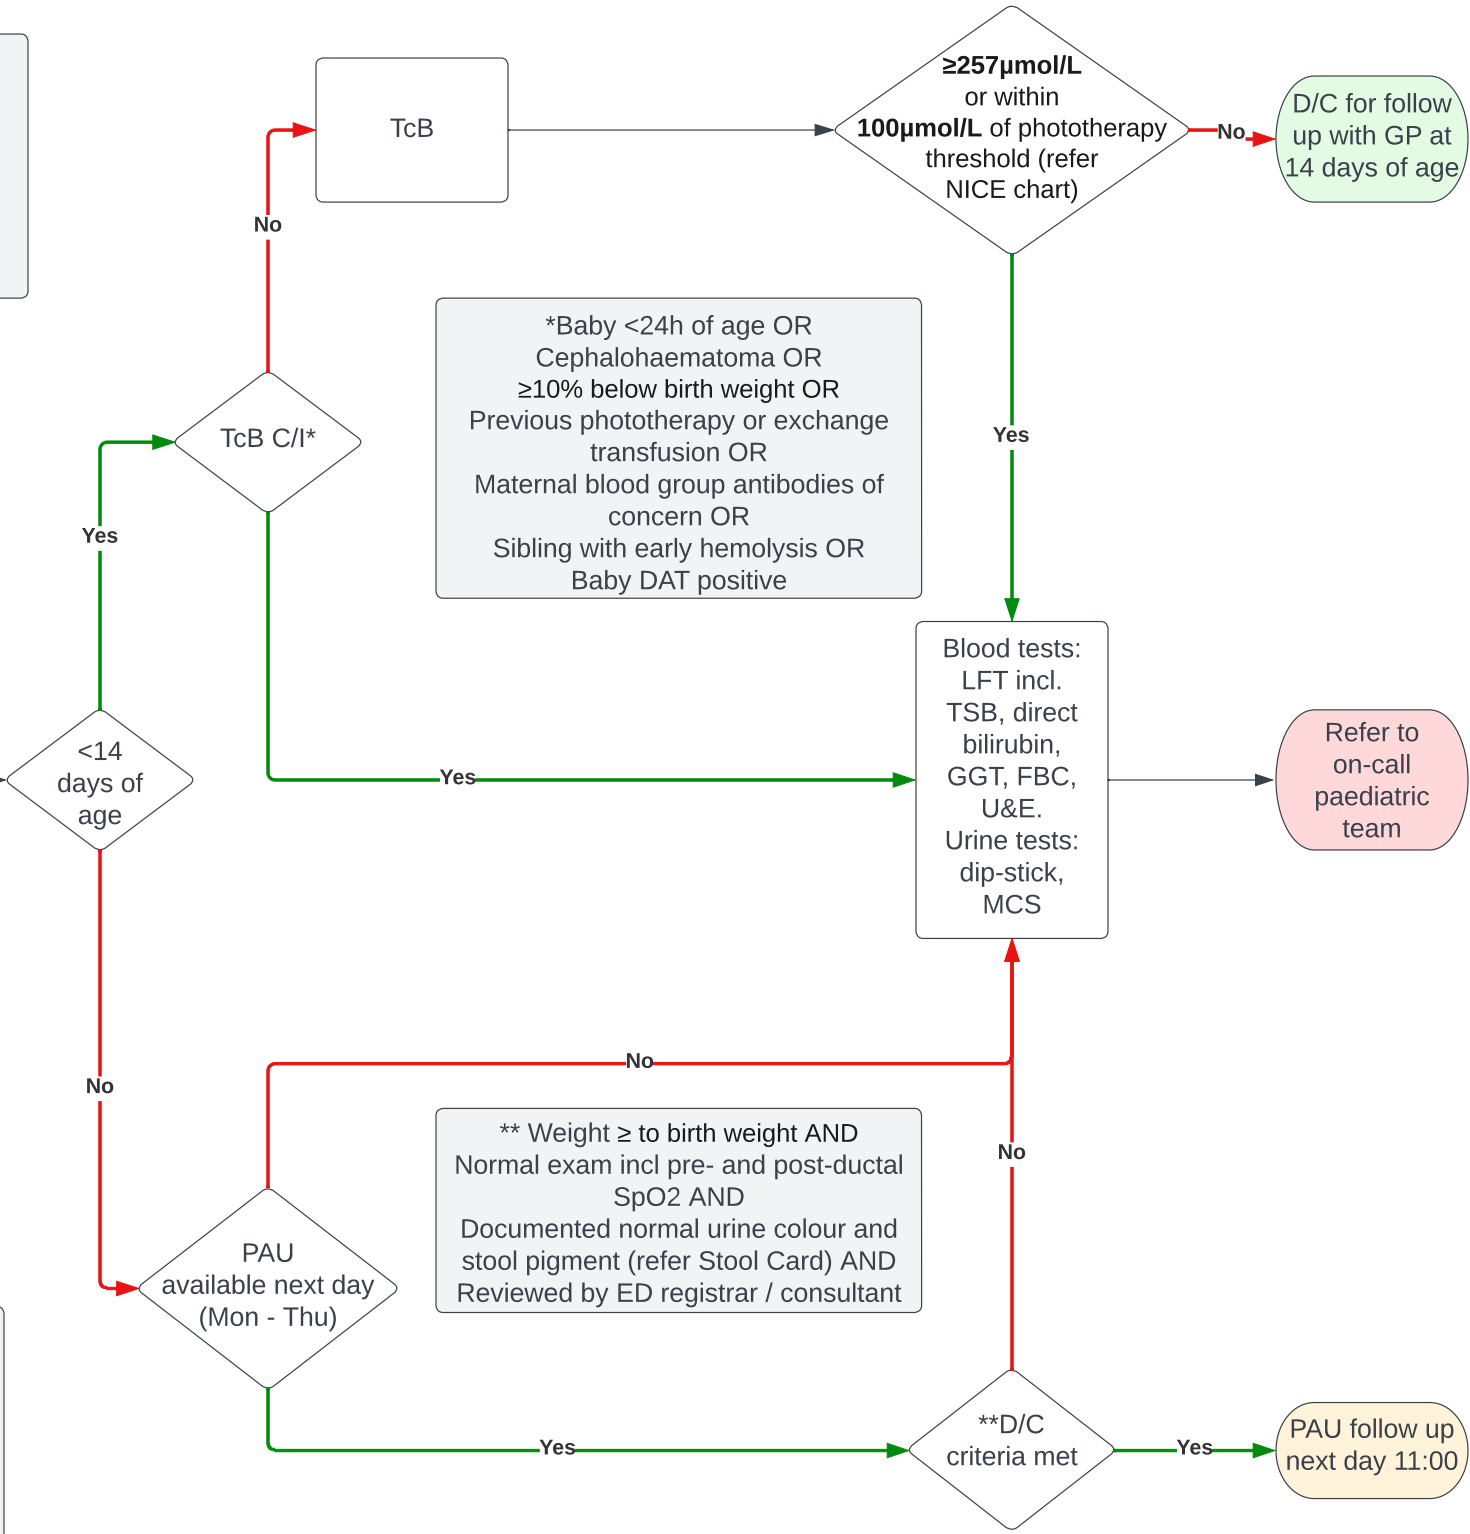 TcB
≥257µmol/L
or within
100µmol/L of phototherapy
threshold (refer
NICE chart)
No
D/C for follow
up with GP at
14 days of age
No
*Baby <24h of age OR
Cephalohaematoma OR
≥10% below birth weight OR
Previous phototherapy or exchange
transfusion OR
Maternal blood group antibodies of
concern OR
Sibling with early hemolysis OR
Baby DAT positive
TcB C/I*
Yes
Yes
Yes
<14
days of
age
Blood tests:
LFT incl.
TSB, direct
bilirubin,
GGT, FBC,
U&E.
Urine tests:
dip-stick,
MCS
Refer to
on-call
paediatric
team
No
No
** Weight ≥ to birth weight AND
Normal exam incl pre- and post-ductal
SpO2 AND
Documented normal urine colour and
stool pigment (refer Stool Card) AND
Reviewed by ED registrar / consultant
No
PAU
available next day
(Mon - Thu)
Yes
**D/C
criteria met
Yes
PAU follow up
next day 11:00